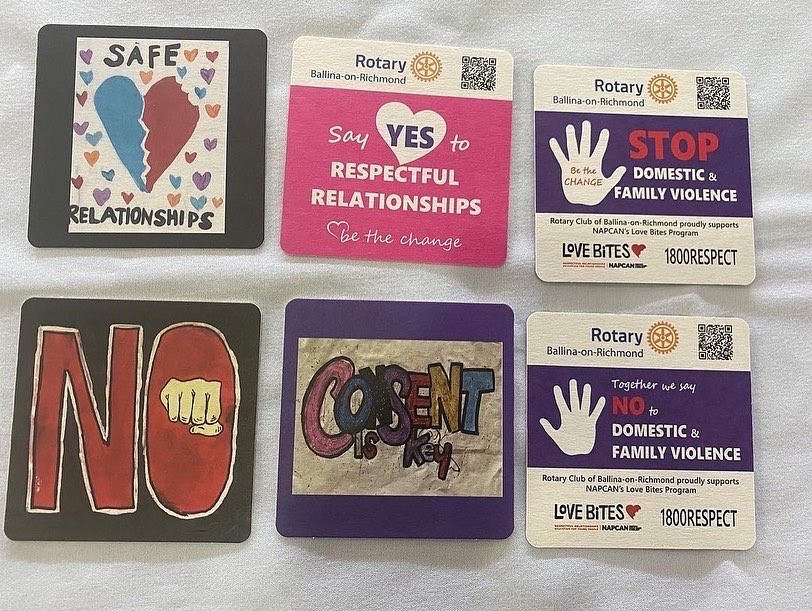 SAFE
RELATIONSHIPS
Rotary
Ballina-on-Richmond
Say YES to
RESPECTFUL
RELATIONSHIPS
be the change
Rotary
Ballina-on-Richmond
Be the
CHANGE
STOP
DOMESTIC &
FAMILY VIOLENCE
Rotary Club of Ballina-on-Richmond proudly supports
NAPCAN's Love Bites Program
LOVE BiTES
NAPCAN
1800RESPECT
NO
CONSENT
is Key
Rotary
Ballina-on-Richmond
Together we say
NO to
DOMESTIC &
FAMILY VIOLENCE
Rotary Club of Ballina-on-Richmond proudly supports
NAPCAN's Love Bites Program
LOVE BiTES
NAPCAN
1800RESPECT